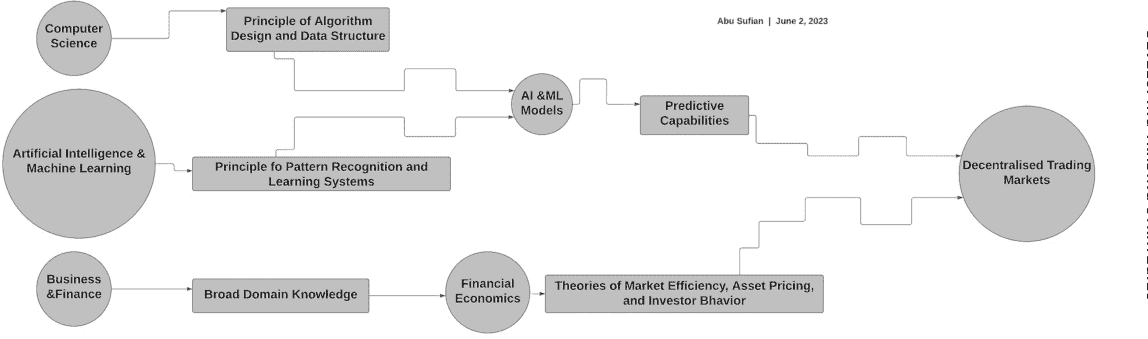 Abu Sufian | June 2, 2023
Computer
Science
Principle of Algorithm
Design and Data Structure
AI &ML
Models
Predictive
Capabilities
Artificial Intelligence &
Machine Learning
Principle fo Pattern Recognition and
Learning Systems
Decentralised Trading
Markets
Business
&Finance
Broad Domain Knowledge
Financial
Economics
Theories of Market Efficiency, Asset Pricing,
and Investor Bhavior